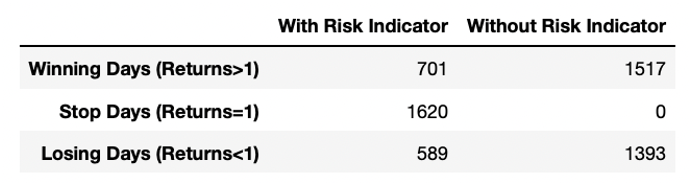 With Risk Indicator Without Risk Indicator
Winning Days (Returns>1) 701 1517
Stop Days (Returns=1) 1620 0
Losing Days (Returns<1) 589 1393